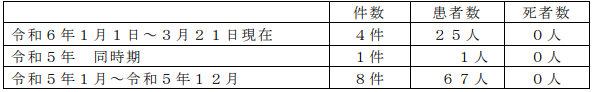 件数 患者数 死者数
令和６年１月１日～３月２１日現在 ４件 ２５人 ０人
令和５年　同時期 １件 １人 ０人
令和５年１月～令和５年１２月 ８件 ６７人 ０人